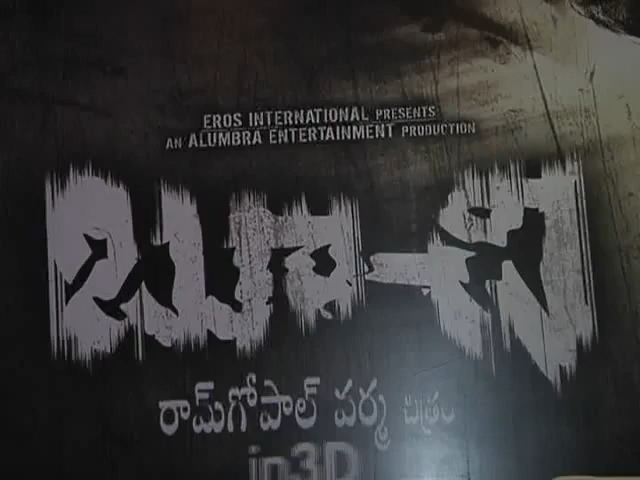 EROS INTERNATIONAL PRESENTS
AN ALUMBRA ENTERTAINMENT PRODUCTION
రామ్‌గోపాల్ వర్మ చిత్రం
in3D